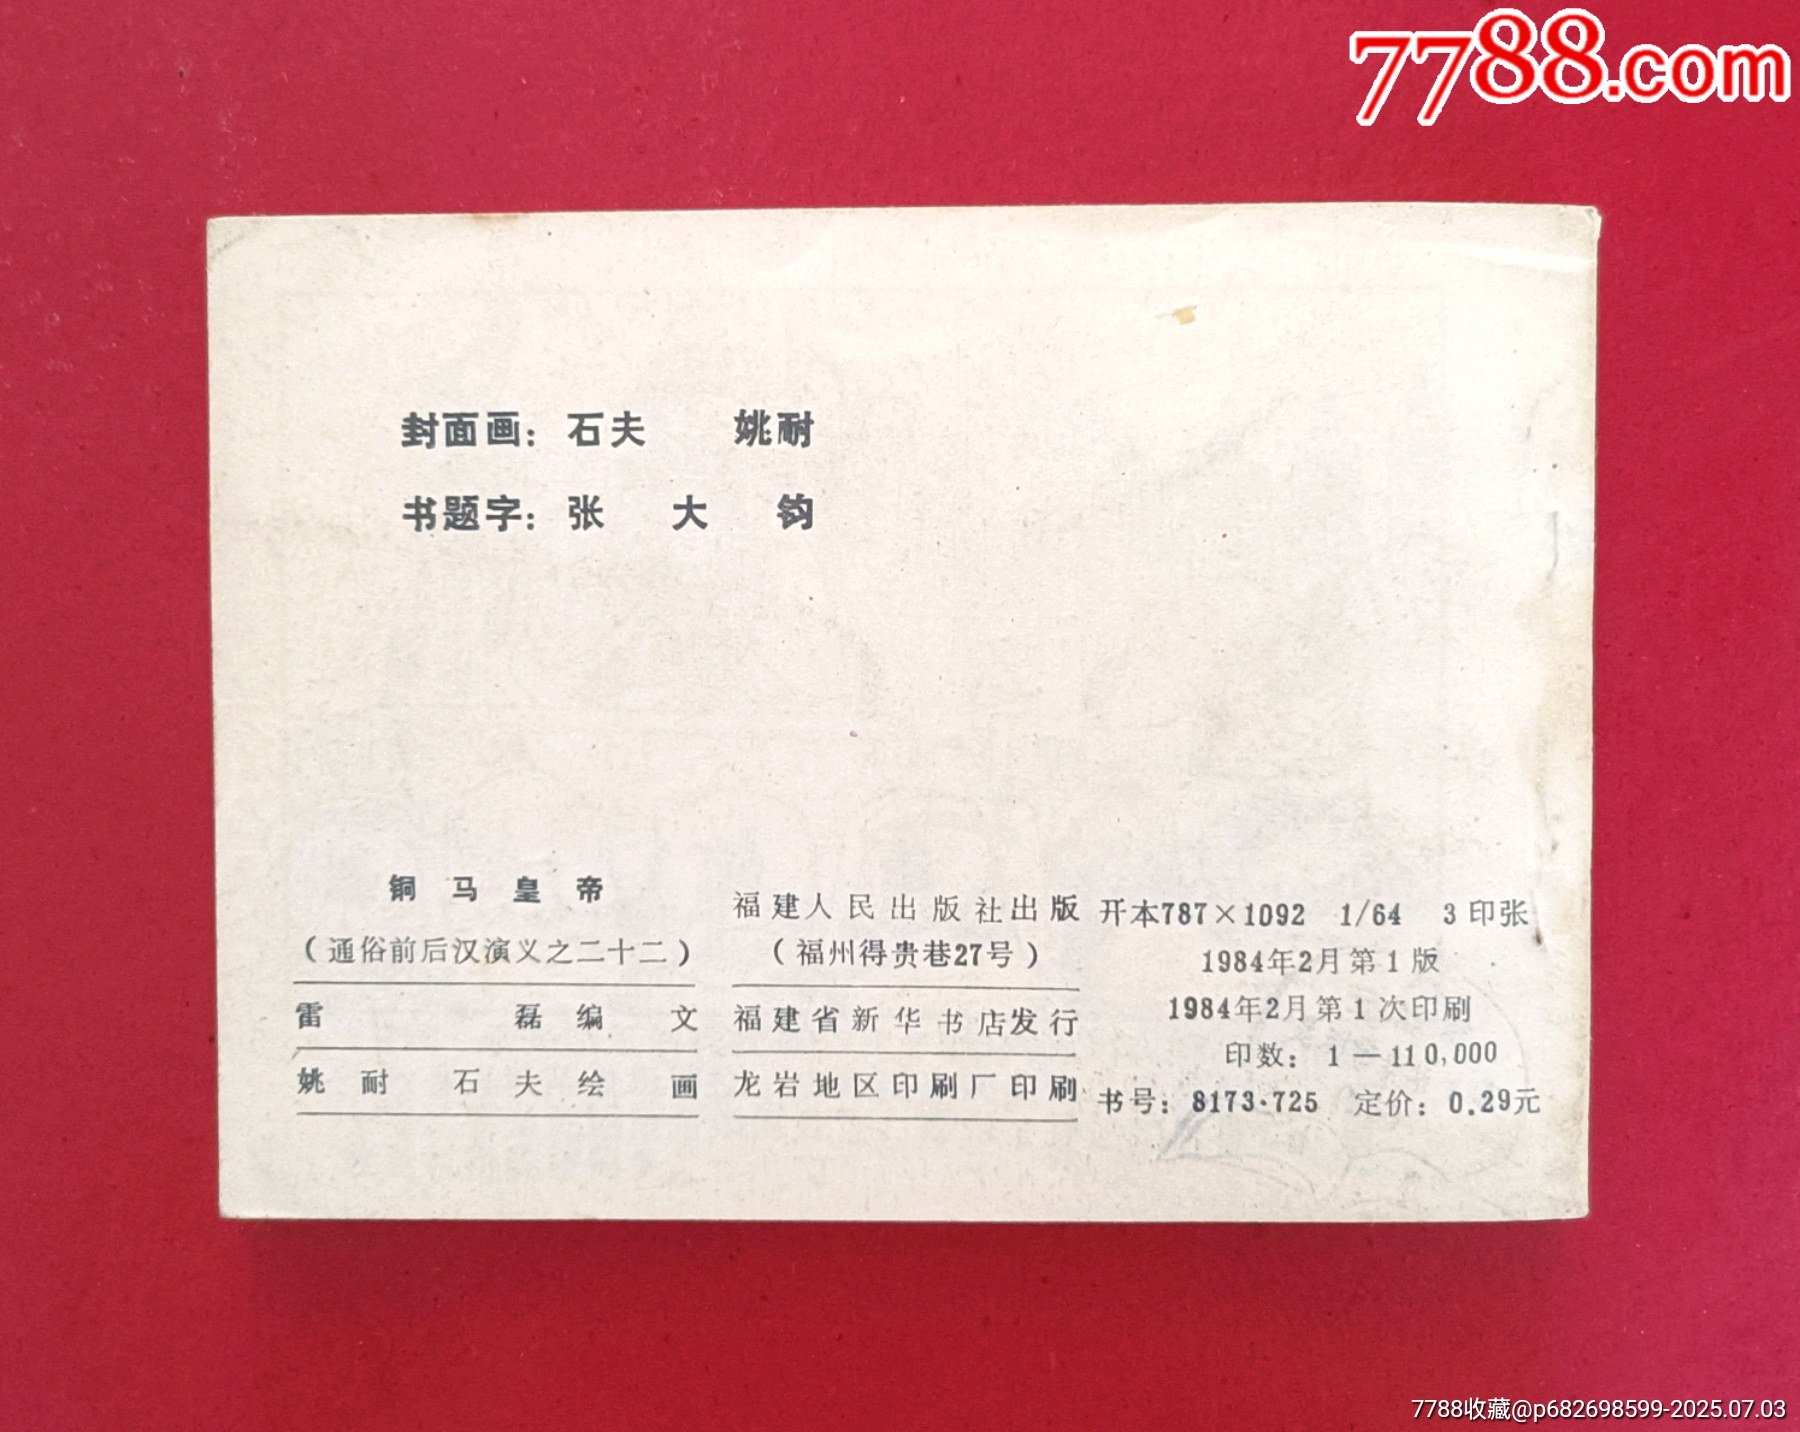 7788.com
封面画：石夫 姚耐
书题字：张大钧
铜马皇帝
（通俗前后汉演义之二十二）
雷磊编文
姚耐 石夫绘画
福建人民出版社出版
（福州得贵巷27号）
福建省新华书店发行
龙岩地区印刷厂印刷
开本787×1092 1/64 3印张
1984年2月第1版
1984年2月第1次印刷
印数：1—110,000
书号：8173·725 定价：0.29元
7788收藏@p682698599-2025.07.03